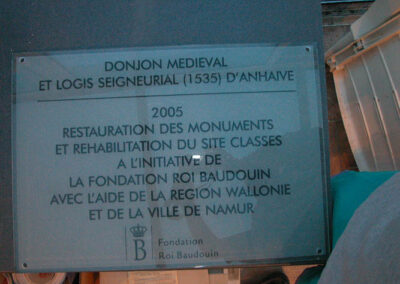 DONJON MEDIEVAL
ET LOGIS SEIGNEURIAL (1535) D'ANHAIVE
2005
RESTAURATION DES MONUMENTS
ET REHABILITATION DU SITE CLASSES
A L'INITIATIVE DE
LA FONDATION ROI BAUDOUIN
AVEC L'AIDE DE LA REGION WALLONIE
ET DE LA VILLE DE NAMUR
B
Fondation
Roi Baudouin